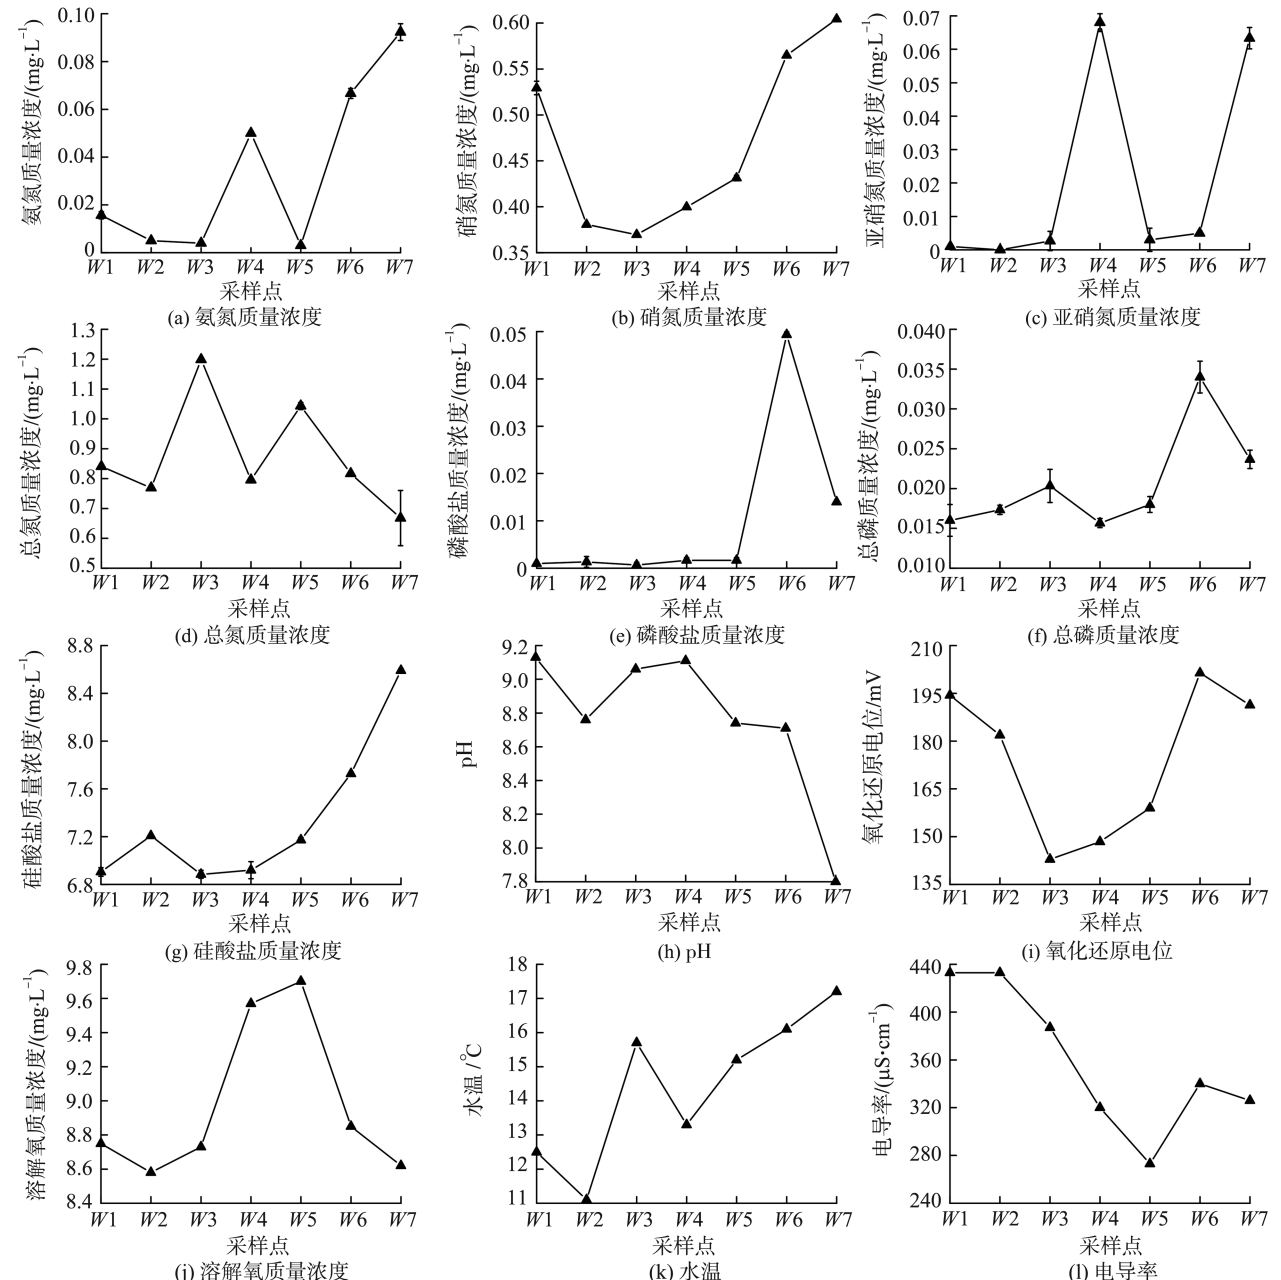 氨氮质量浓度/(mg·L⁻¹)
0.10
0.08
0.06
0.04
0.02
0
W1 W2 W3 W4 W5 W6 W7
采样点
(a) 氨氮质量浓度
硝氮质量浓度/(mg·L⁻¹)
0.60
0.55
0.50
0.45
0.40
0.35
W1 W2 W3 W4 W5 W6 W7
采样点
(b) 硝氮质量浓度
亚硝氮质量浓度/(mg·L⁻¹)
0.07
0.06
0.05
0.04
0.03
0.02
0.01
0
W1 W2 W3 W4 W5 W6 W7
采样点
(c) 亚硝氮质量浓度
总氮质量浓度/(mg·L⁻¹)
1.3
1.2
1.1
1.0
0.9
0.8
0.7
0.6
0.5
W1 W2 W3 W4 W5 W6 W7
采样点
(d) 总氮质量浓度
磷酸盐质量浓度/(mg·L⁻¹)
0.05
0.04
0.03
0.02
0.01
0
W1 W2 W3 W4 W5 W6 W7
采样点
(e) 磷酸盐质量浓度
总磷质量浓度/(mg·L⁻¹)
0.040
0.035
0.030
0.025
0.020
0.015
0.010
W1 W2 W3 W4 W5 W6 W7
采样点
(f) 总磷质量浓度
硅酸盐质量浓度/(mg·L⁻¹)
8.8
8.4
8.0
7.6
7.2
6.8
W1 W2 W3 W4 W5 W6 W7
采样点
(g) 硅酸盐质量浓度
pH
9.2
9.0
8.8
8.6
8.4
8.2
8.0
7.8
W1 W2 W3 W4 W5 W6 W7
采样点
(h) pH
氧化还原电位/mV
210
195
180
165
150
135
W1 W2 W3 W4 W5 W6 W7
采样点
(i) 氧化还原电位
溶解氧质量浓度/(mg·L⁻¹)
9.8
9.6
9.4
9.2
9.0
8.8
8.6
8.4
W1 W2 W3 W4 W5 W6 W7
采样点
(j) 溶解氧质量浓度
水温 /℃
18
17
16
15
14
13
12
11
W1 W2 W3 W4 W5 W6 W7
采样点
(k) 水温
电导率/(μS·cm⁻¹)
440
400
360
320
280
240
W1 W2 W3 W4 W5 W6 W7
采样点
(l) 电导率